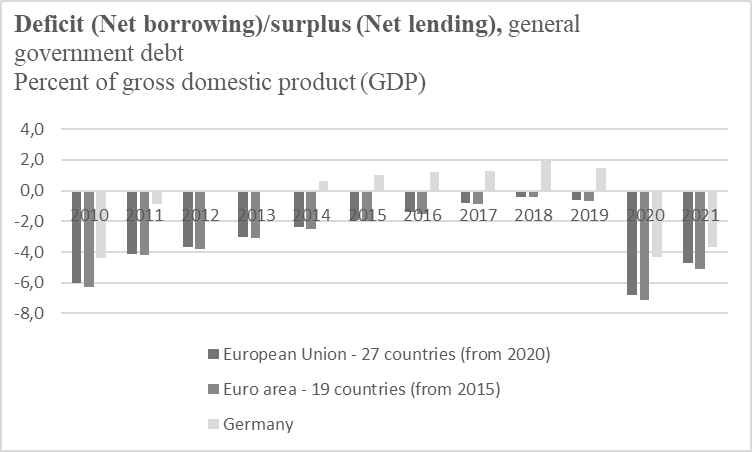 Deficit (Net borrowing)/surplus (Net lending), general
government debt
Percent of gross domestic product (GDP)
4,0
2,0
0,0
-2,0
-4,0
-6,0
-8,0
2010 2011 2012 2013 2014 2015 2016 2017 2018 2019 2020 2021
European Union - 27 countries (from 2020)
Euro area - 19 countries (from 2015)
Germany